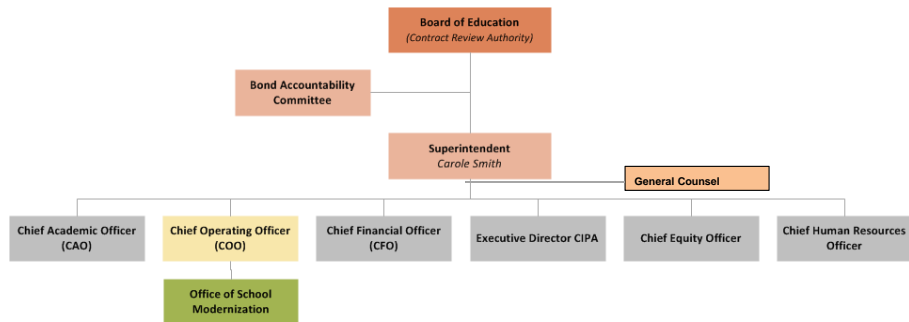 Board of Education
(Contract Review Authority)
Bond Accountability
Committee
Superintendent
Carole Smith
General Counsel
Chief Academic Officer
(CAO)
Chief Operating Officer
(COO)
Chief Financial Officer
(CFO)
Executive Director CIPA
Chief Equity Officer
Chief Human Resources
Officer
Office of School
Modernization